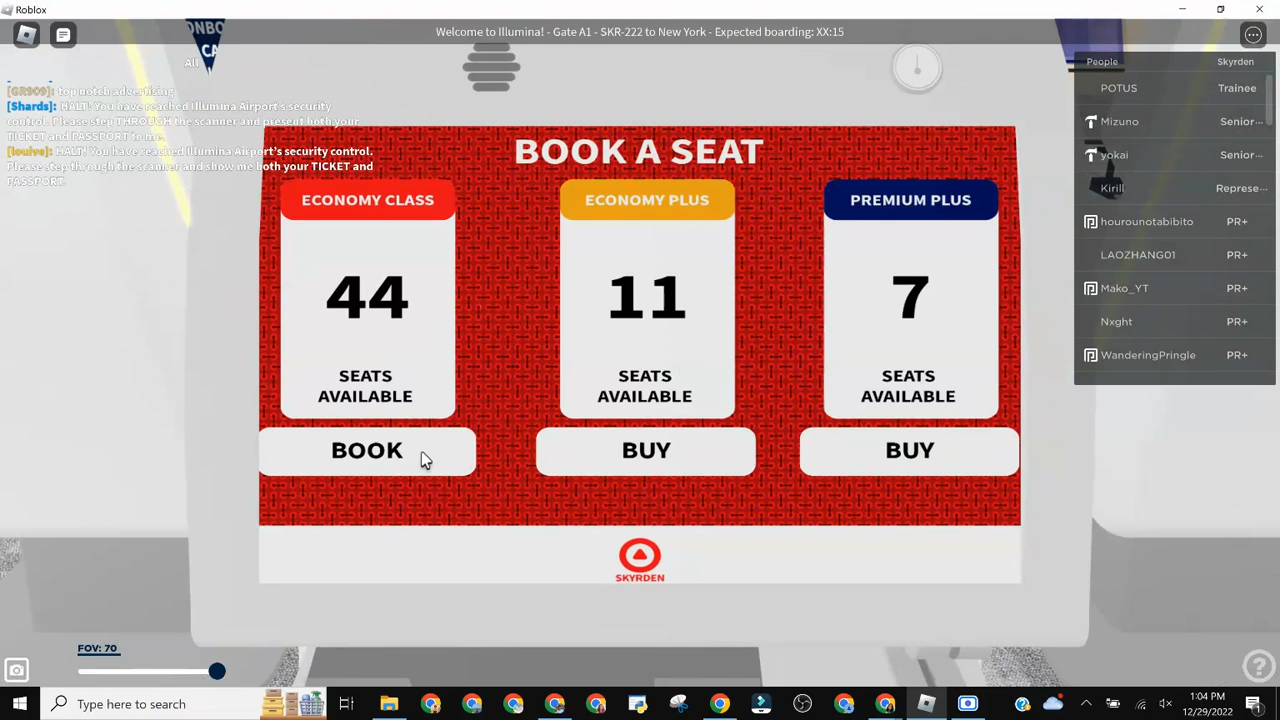 Roblox
Welcome to Illumina! - Gate A1 - SKR-222 to New York - Expected boarding: XX:15
All
[GR909]: top notch advertising
[Shards]: HALT! You have reached Illumina Airport's security
control. Please step THROUGH the scanner and present both your
TICKET and PASSPORT to me.
[louive]: HALT! You have reached Illumina Airport's security control.
Please step through the scanner and show me both your TICKET and
PASSPORT.
People Skyrden
POTUS Trainee
Mizuno Senior...
yokai Senior...
Kirill Represe...
hourounotabibito PR+
LAOZHANG01 PR+
Mako_YT PR+
Nxght PR+
WanderingPringle PR+
BOOK A SEAT
ECONOMY CLASS
44
SEATS
AVAILABLE
BOOK
ECONOMY PLUS
11
SEATS
AVAILABLE
BUY
PREMIUM PLUS
7
SEATS
AVAILABLE
BUY
SKYRDEN
FOV: 70
Type here to search
1:04 PM
12/29/2022